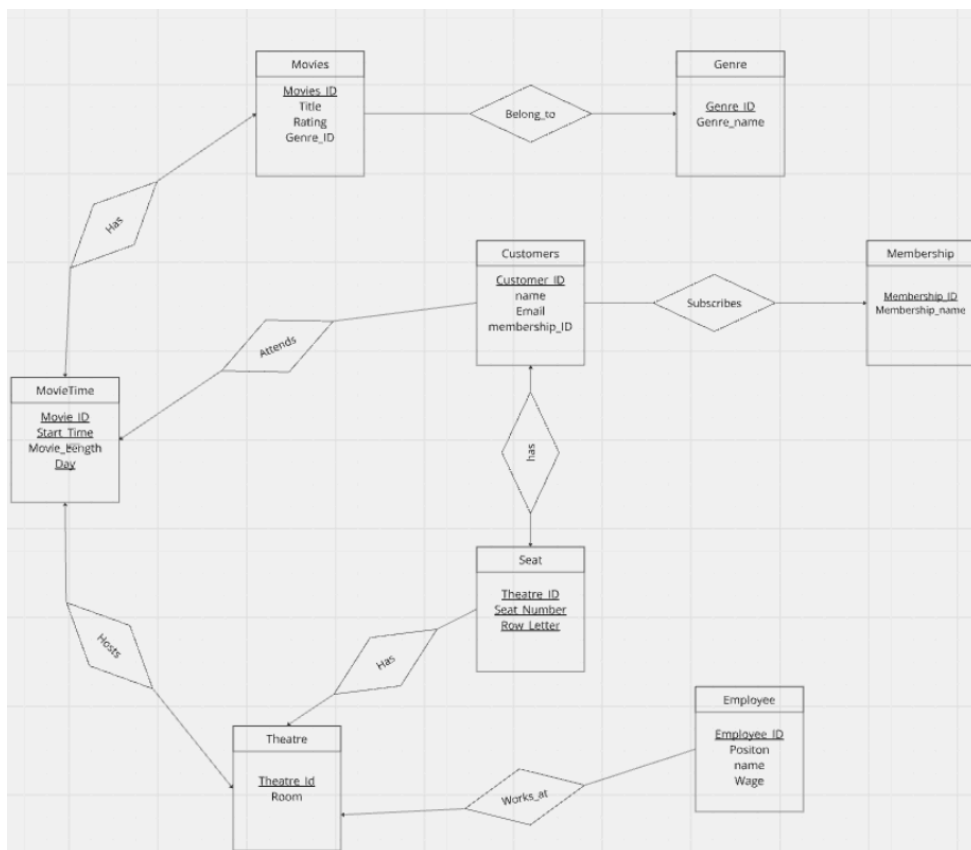 Movies
Movies_ID
Title
Rating
Genre_ID
Belong_to
Genre
Genre_ID
Genre_name
Has
Customers
Customer_ID
name
Email
membership_ID
Subscribes
Membership
Membership_ID
Membership_name
Attends
MovieTime
Movie_ID
Start_Time
Movie_Length
Day
has
Seat
Theatre_ID
Seat_Number
Row_Letter
Hosts
Has
Theatre
Theatre_Id
Room
Works_at
Employee
Employee_ID
Positon
name
Wage